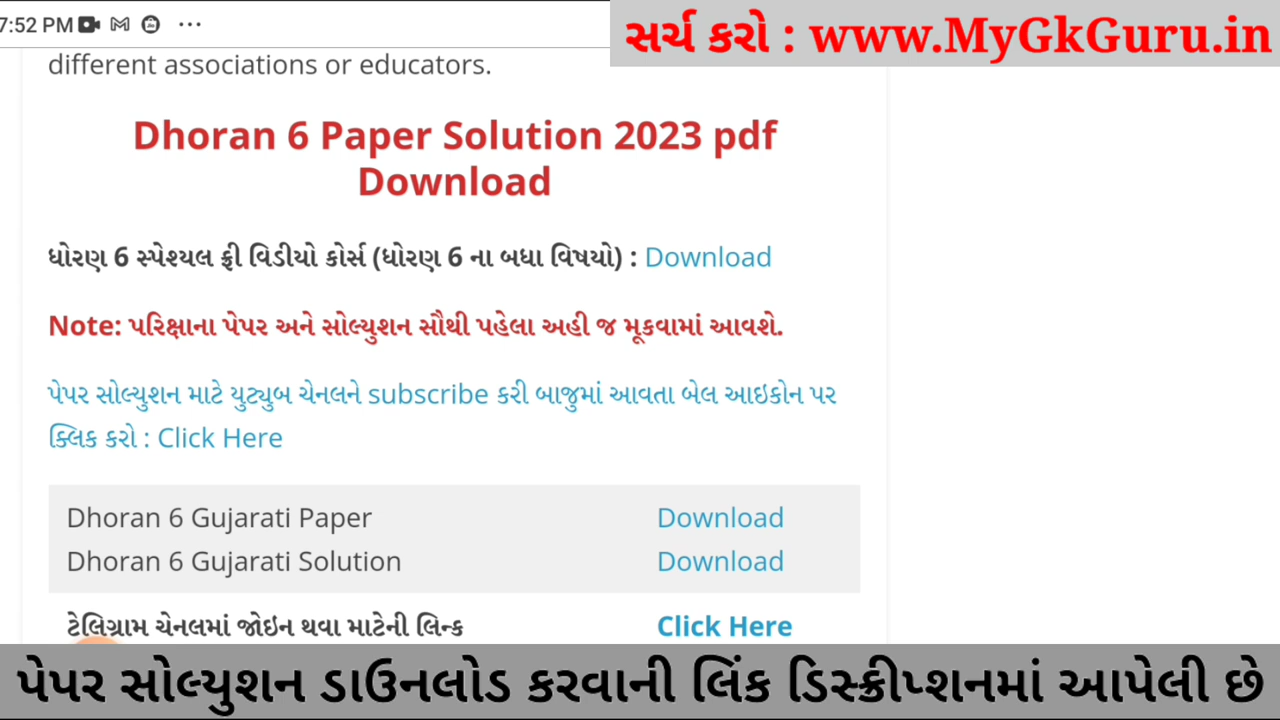 7:52 PM
સર્ચ કરો : www.MyGkGuru.in
different associations or educators.
Dhoran 6 Paper Solution 2023 pdf
Download
ધોરણ 6 સ્પેશ્યલ ફ્રી વિડીયો કોર્સ (ધોરણ 6 ના બધા વિષયો) : Download
Note: પરિક્ષાના પેપર અને સોલ્યુશન સૌથી પહેલા અહી જ મૂકવામાં આવશે.
પેપર સોલ્યુશન માટે યુટ્યુબ ચેનલને subscribe કરી બાજુમાં આવતા બેલ આઇકોન પર
ક્લિક કરો : Click Here
Dhoran 6 Gujarati Paper Download
Dhoran 6 Gujarati Solution Download
ટેલિગ્રામ ચેનલમાં જોઇન થવા માટેની લિન્ક Click Here
પેપર સોલ્યુશન ડાઉનલોડ કરવાની લિંક ડિસ્ક્રીપ્શનમાં આપેલી છે